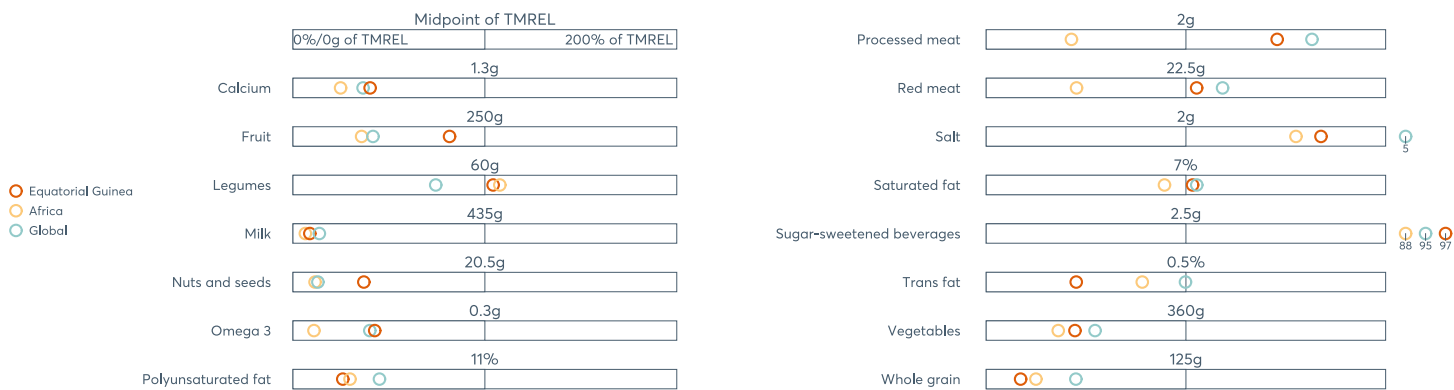 Midpoint of TMREL
0%/0g of TMREL
200% of TMREL
1.3g
Calcium
250g
Fruit
60g
Legumes
435g
Milk
20.5g
Nuts and seeds
0.3g
Omega 3
11%
Polyunsaturated fat
Equatorial Guinea
Africa
Global
2g
Processed meat
22.5g
Red meat
2g
Salt
5
7%
Saturated fat
2.5g
Sugar-sweetened beverages
88 95 97
0.5%
Trans fat
360g
Vegetables
125g
Whole grain